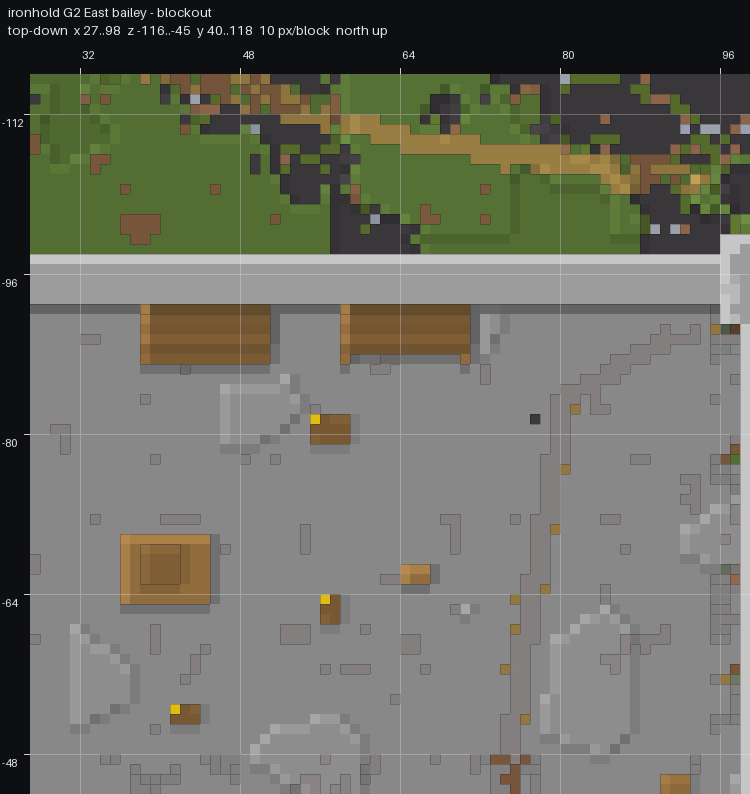 ironhold G2 East bailey - blockout
top-down  x 27..98  z -116..-45  y 40..118  10 px/block  north up
32 48 64 80 96
-112
-96
-80
-64
-48